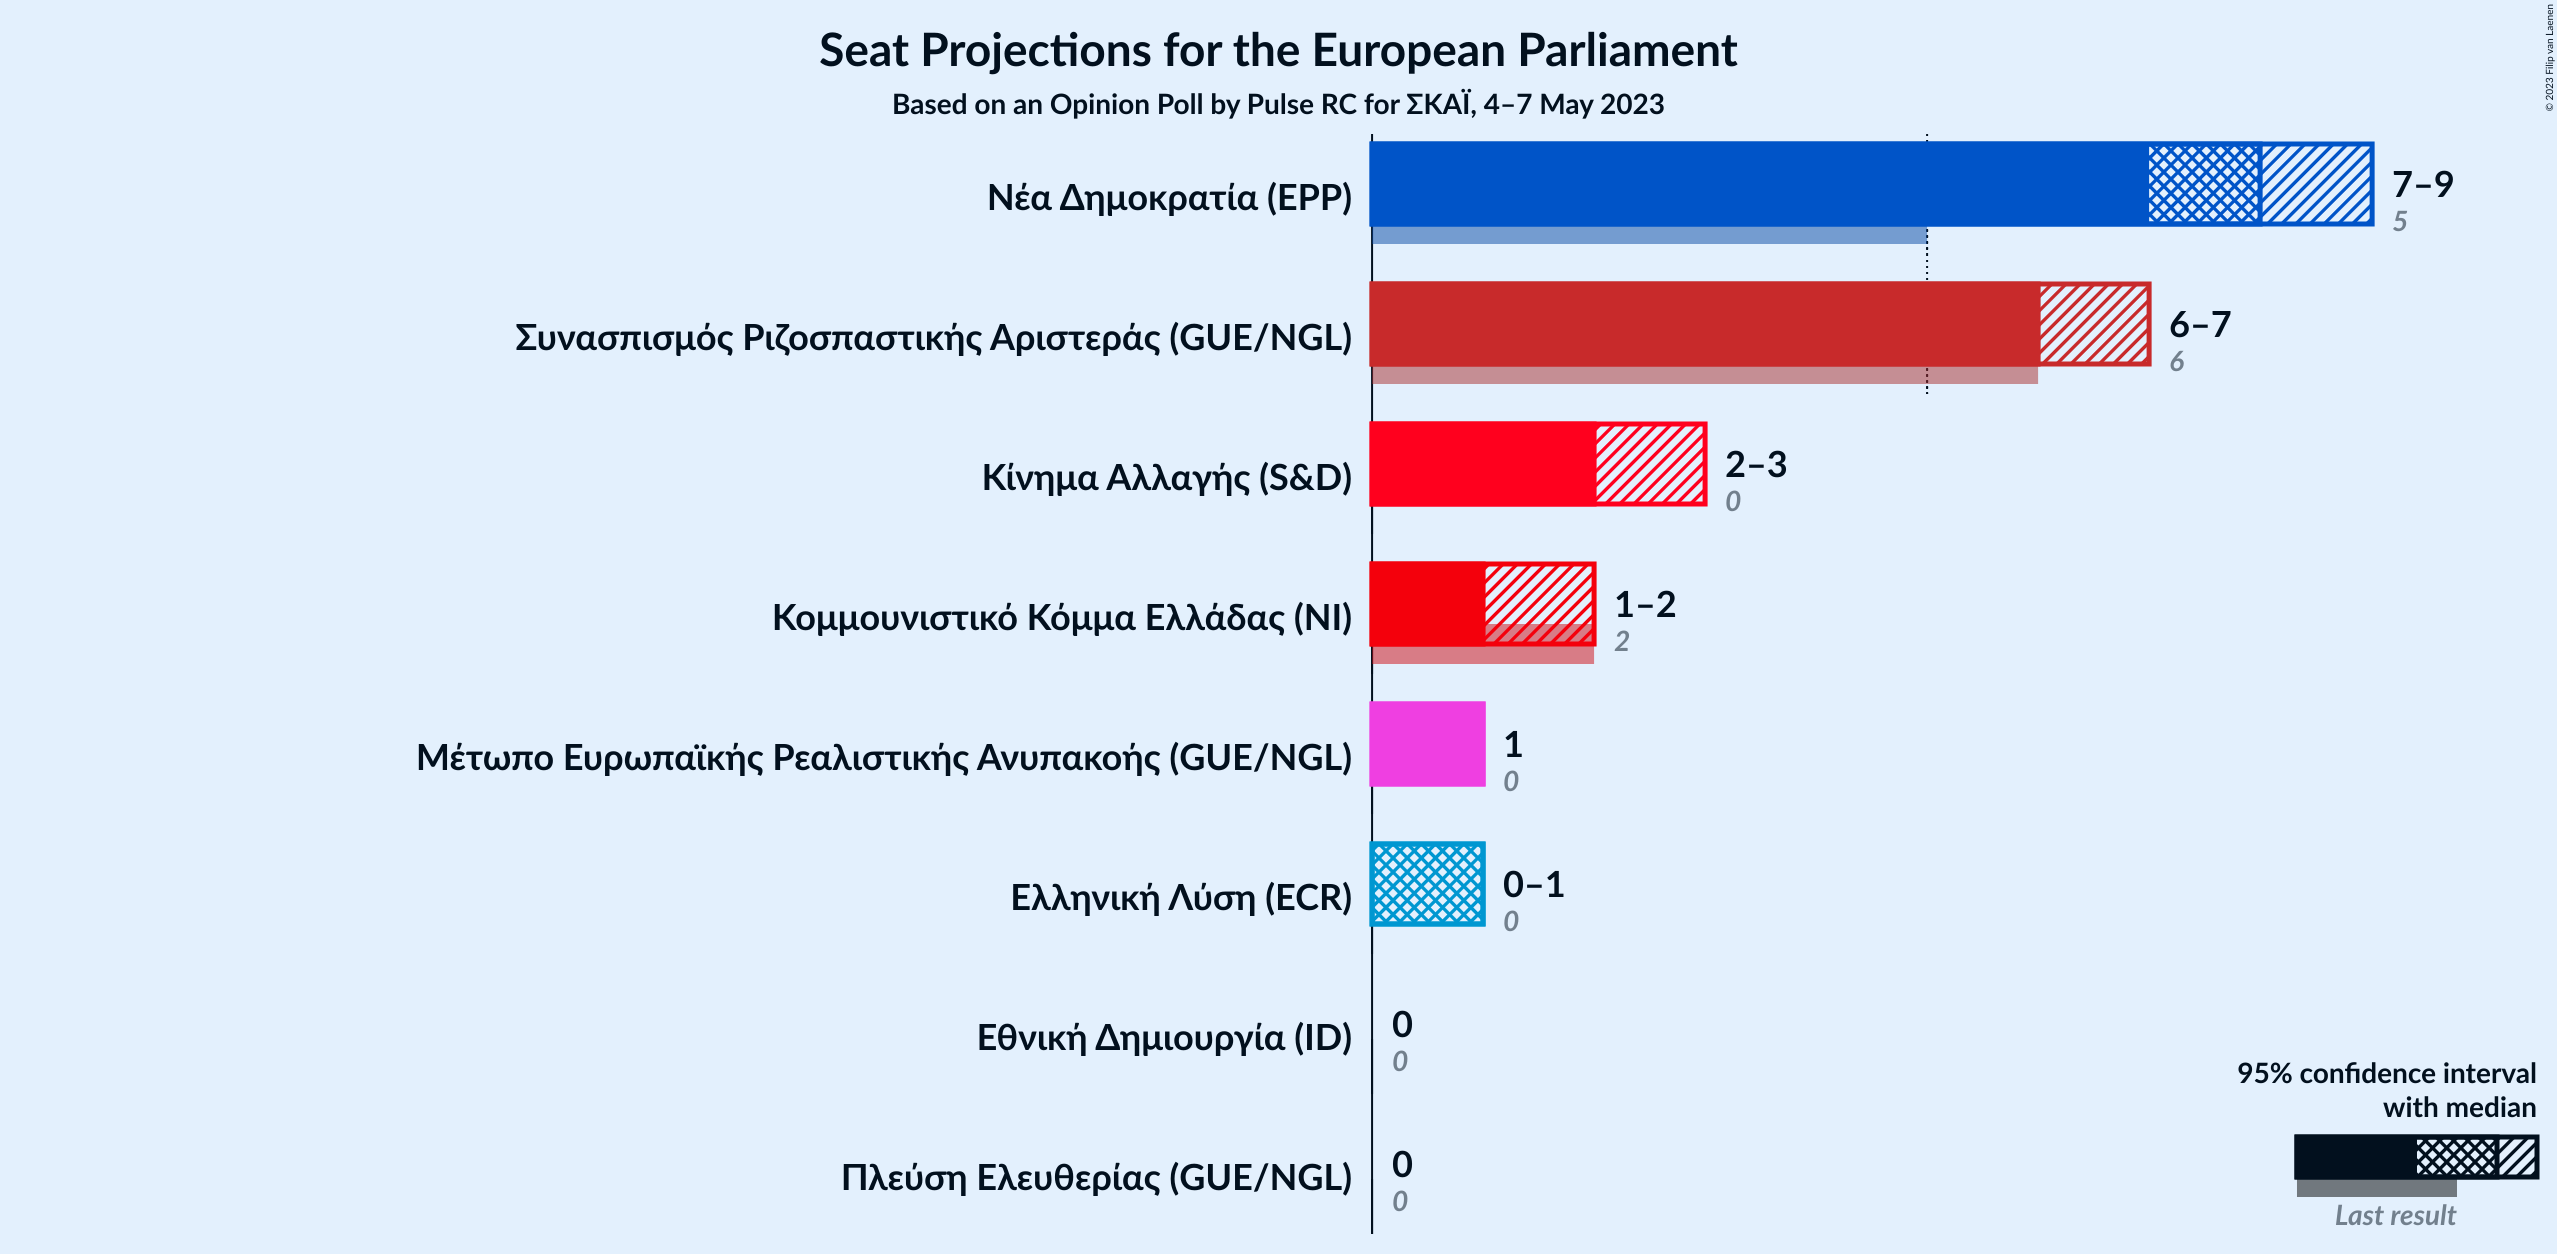 Seat Projections for the European Parliament
Based on an Opinion Poll by Pulse RC for ΣΚΑΪ, 4–7 May 2023
© 2023 Filip van Laenen
Νέα Δημοκρατία (EPP)
7–9
5
Συνασπισμός Ριζοσπαστικής Αριστεράς (GUE/NGL)
6–7
6
Κίνημα Αλλαγής (S&D)
2–3
0
Κομμουνιστικό Κόμμα Ελλάδας (NI)
1–2
2
Μέτωπο Ευρωπαϊκής Ρεαλιστικής Ανυπακοής (GUE/NGL)
1
0
Ελληνική Λύση (ECR)
0–1
0
Εθνική Δημιουργία (ID)
0
0
Πλεύση Ελευθερίας (GUE/NGL)
0
0
95% confidence interval
with median
Last result